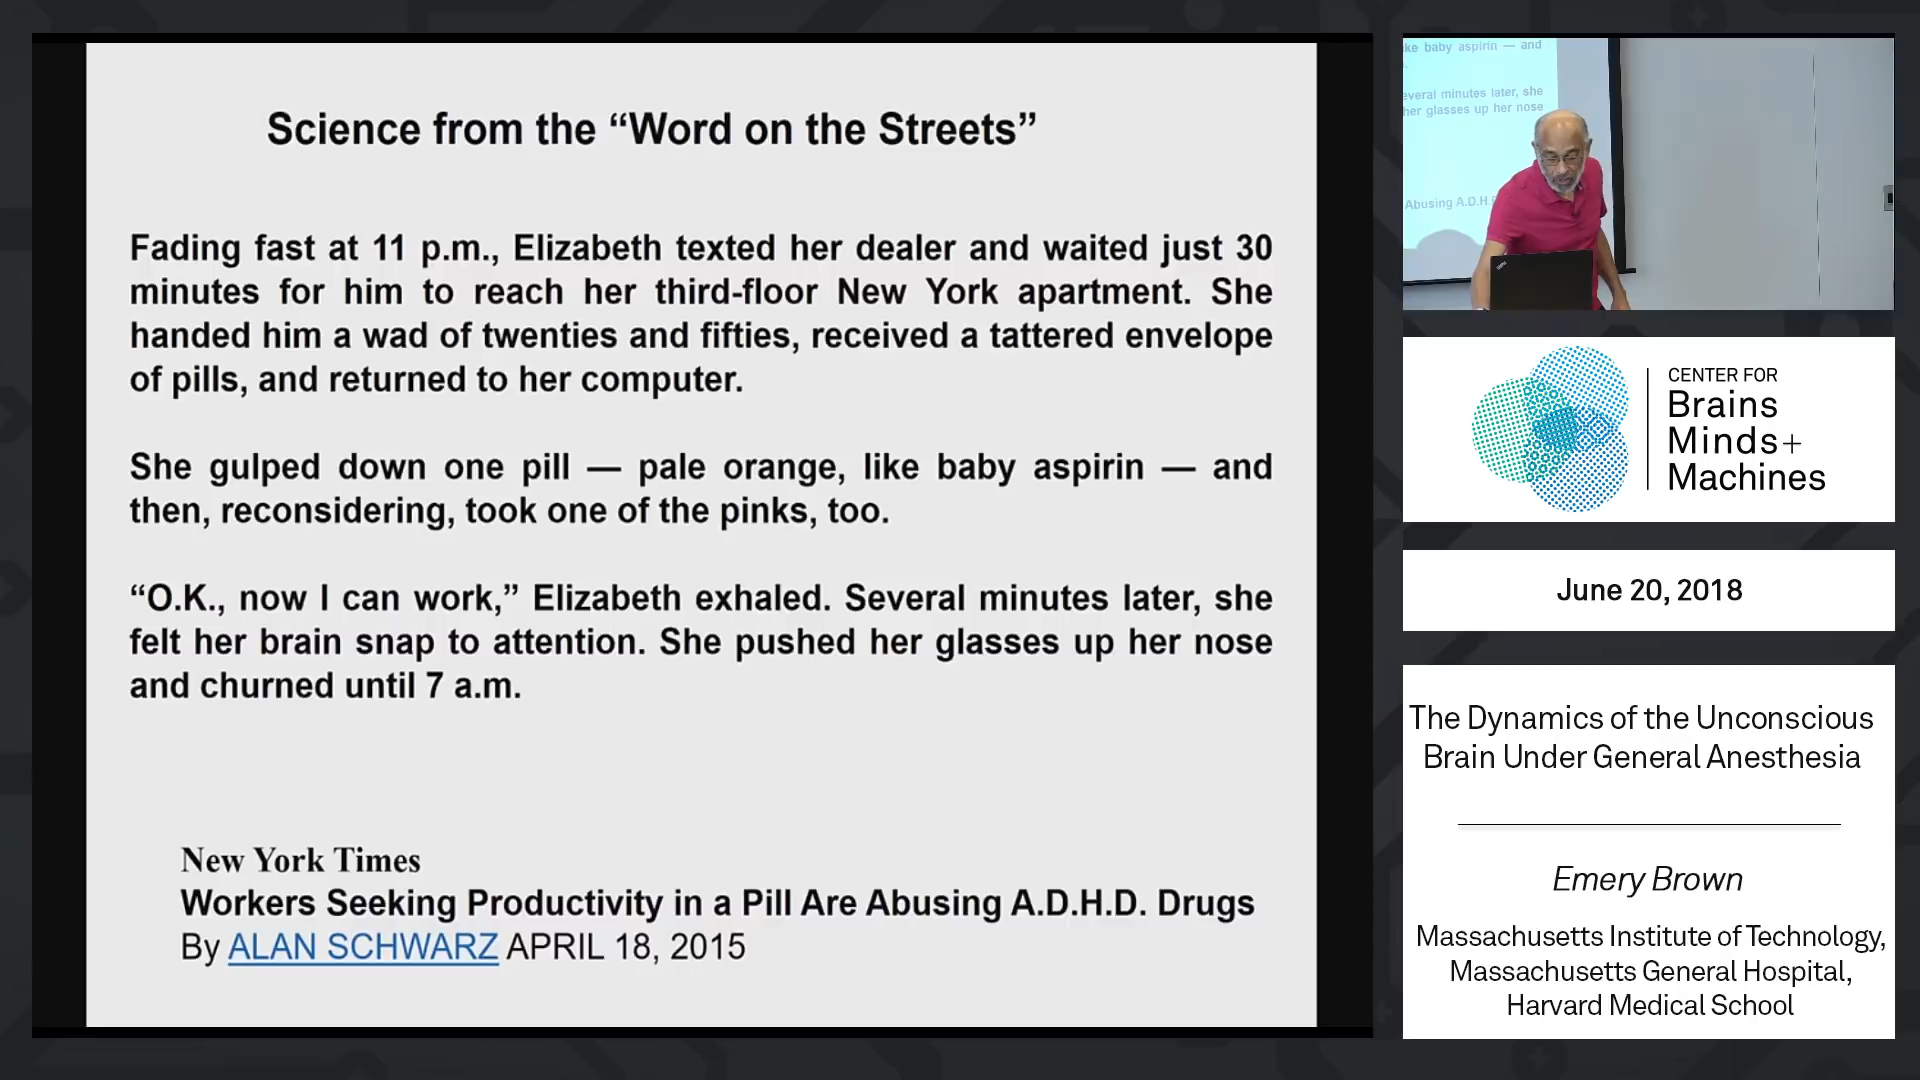 Science from the “Word on the Streets”
Fading fast at 11 p.m., Elizabeth texted her dealer and waited just 30
minutes for him to reach her third-floor New York apartment. She
handed him a wad of twenties and fifties, received a tattered envelope
of pills, and returned to her computer.
She gulped down one pill — pale orange, like baby aspirin — and
then, reconsidering, took one of the pinks, too.
“O.K., now I can work,” Elizabeth exhaled. Several minutes later, she
felt her brain snap to attention. She pushed her glasses up her nose
and churned until 7 a.m.
New York Times
Workers Seeking Productivity in a Pill Are Abusing A.D.H.D. Drugs
By ALAN SCHWARZ APRIL 18, 2015
ke baby aspirin — and
everal minutes later, she
her glasses up her nose
Abusing A.D.H
CENTER FOR
Brains
Minds+
Machines
June 20, 2018
The Dynamics of the Unconscious
Brain Under General Anesthesia
Emery Brown
Massachusetts Institute of Technology,
Massachusetts General Hospital,
Harvard Medical School